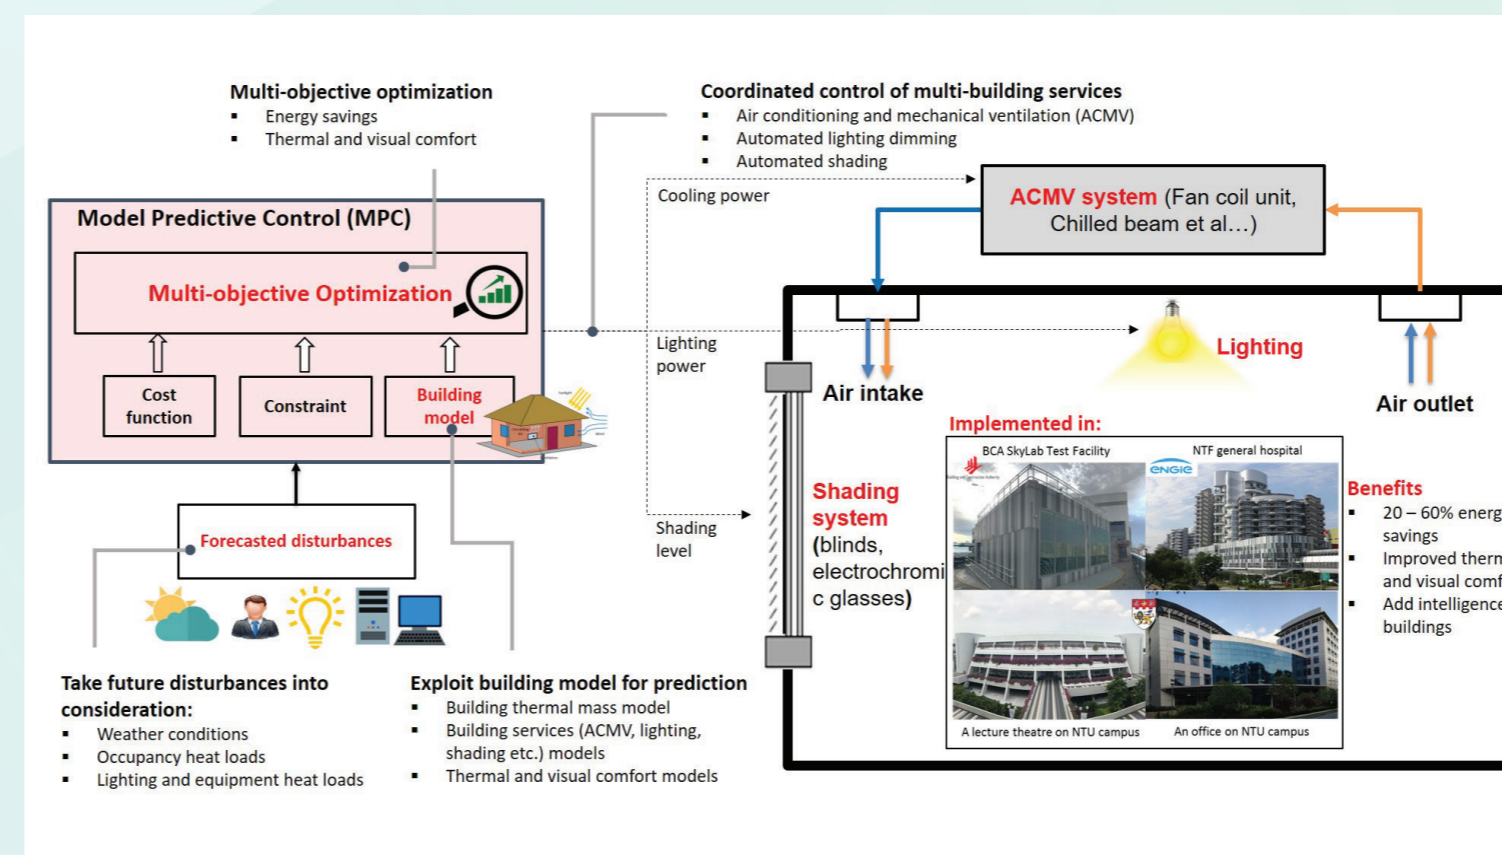 Multi-objective optimization
▪ Energy savings
▪ Thermal and visual comfort
Coordinated control of multi-building services
▪ Air conditioning and mechanical ventilation (ACMV)
▪ Automated lighting dimming
▪ Automated shading
Model Predictive Control (MPC)
Multi-objective Optimization
Cost
function
Constraint
Building
model
Forecasted disturbances
Cooling power
Lighting
power
Shading
level
ACMV system (Fan coil unit,
Chilled beam et al...)
Air intake
Lighting
Air outlet
Shading
system
(blinds,
electrochromi
c glasses)
Implemented in:
BCA SkyLab Test Facility
NTF general hospital
ENGIE
A lecture theatre on NTU campus
An office on NTU campus
Benefits
▪ 20 – 60% energ
savings
▪ Improved therm
and visual comf
▪ Add intelligence
buildings
Take future disturbances into
consideration:
▪ Weather conditions
▪ Occupancy heat loads
▪ Lighting and equipment heat loads
Exploit building model for prediction
▪ Building thermal mass model
▪ Building services (ACMV, lighting,
shading etc.) models
▪ Thermal and visual comfort models